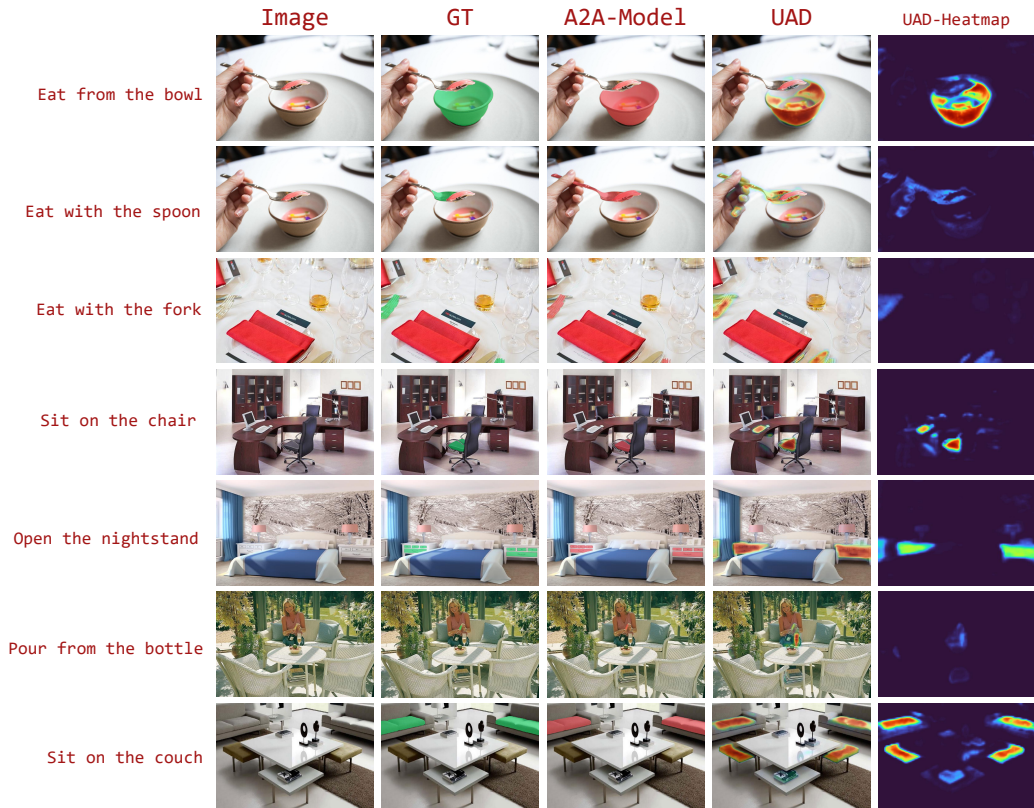 Image GT A2A-Model UAD UAD-Heatmap
Eat from the bowl
Eat with the spoon
Eat with the fork
Sit on the chair
Open the nightstand
Pour from the bottle
Sit on the couch